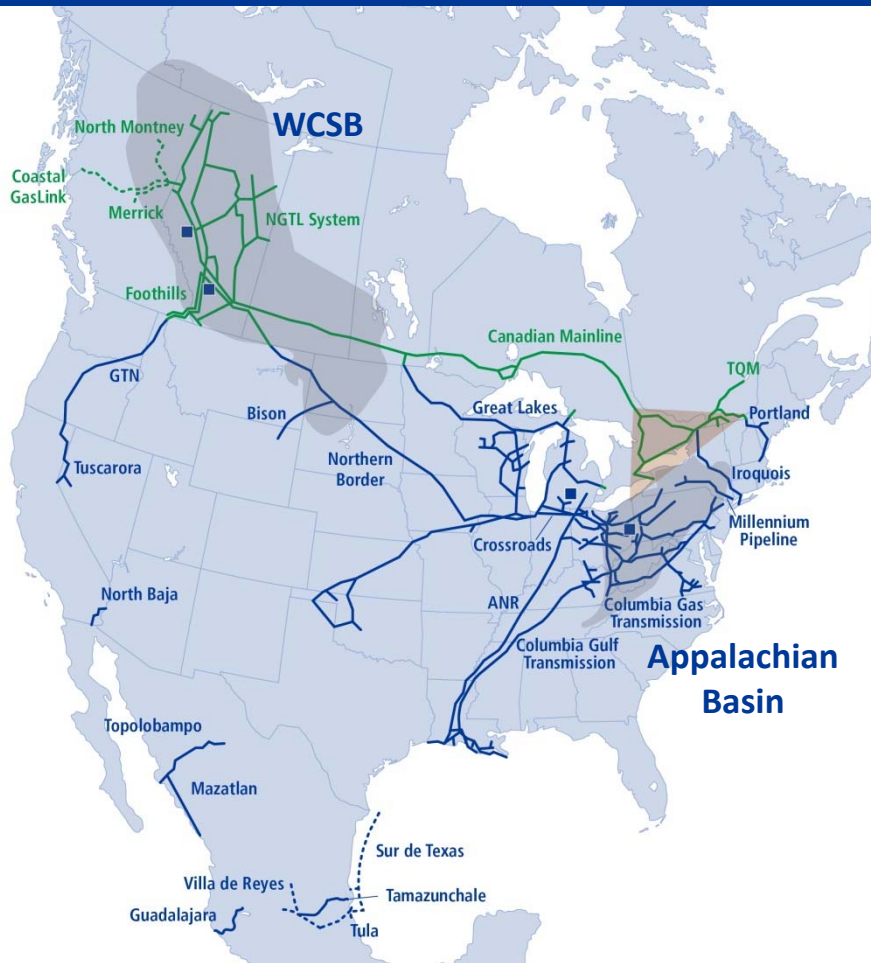 WCSB
North Montney
Coastal
GasLink
Merrick
NGTL System
Foothills
Canadian Mainline
TQM
GTN
Great Lakes
Portland
Bison
Northern
Border
Tuscarora
Iroquois
Millennium
Pipeline
Crossroads
North Baja
ANR
Columbia Gas
Transmission
Columbia Gulf
Transmission
Appalachian
Basin
Topolobampo
Mazatlan
Sur de Texas
Villa de Reyes
Tamazunchale
Guadalajara
Tula